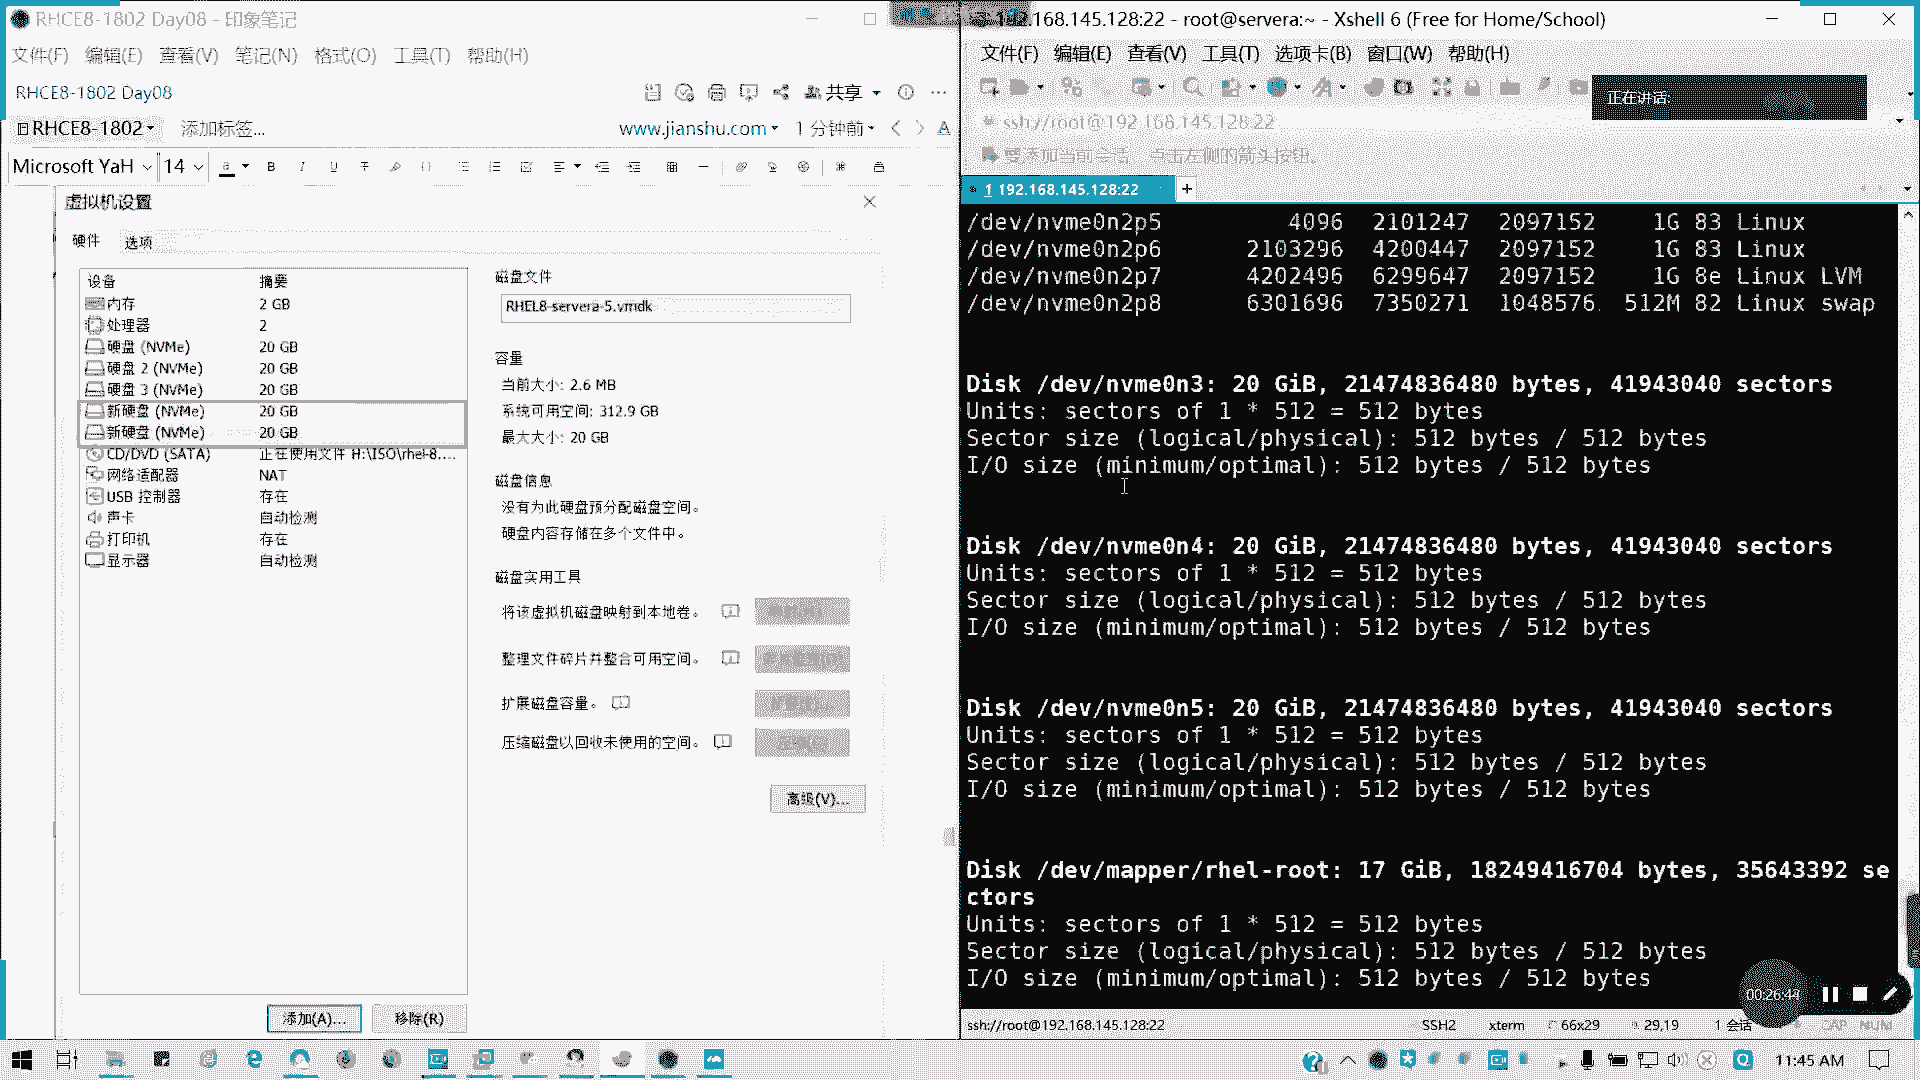 RHCE8-1802 Day08 - 印象笔记
文件(F) 编辑(E) 查看(V) 笔记(N) 格式(O) 工具(T) 帮助(H)
RHCE8-1802 Day08
共享
RHCE8-1802
添加标签...
www.jianshu.com
1 分钟前
Microsoft YaH
14
虚拟机设置
硬件 选项
设备 摘要
内存 2 GB
处理器 2
硬盘 (NVMe) 20 GB
硬盘 2 (NVMe) 20 GB
硬盘 3 (NVMe) 20 GB
新硬盘 (NVMe) 20 GB
新硬盘 (NVMe) 20 GB
CD/DVD (SATA) 正在使用文件 H:\ISO\rhel-8....
网络适配器 NAT
USB 控制器 存在
声卡 自动检测
打印机 存在
显示器 自动检测
磁盘文件
RHEL8-servera-5.vmdk
容量
当前大小: 2.6 MB
系统可用空间: 312.9 GB
最大大小: 20 GB
磁盘信息
没有为此硬盘预分配磁盘空间。
硬盘内容存储在多个文件中。
磁盘实用工具
将该虚拟机磁盘映射到本地卷。
整理文件碎片并整合可用空间。
扩展磁盘容量。
压缩磁盘以回收未使用的空间。
高级(V)...
添加(A)... 移除(R)
192.168.145.128:22 - root@servera:~ - Xshell 6 (Free for Home/School)
文件(F) 编辑(E) 查看(V) 工具(T) 选项卡(B) 窗口(W) 帮助(H)
正在讲话:
ssh://root@192.168.145.128:22
要添加当前会话，点击左侧的箭头按钮。
1 192.168.145.128:22
/dev/nvme0n2p5 4096 2101247 2097152 1G 83 Linux
/dev/nvme0n2p6 2103296 4200447 2097152 1G 83 Linux
/dev/nvme0n2p7 4202496 6299647 2097152 1G 8e Linux LVM
/dev/nvme0n2p8 6301696 7350271 1048576 512M 82 Linux swap
Disk /dev/nvme0n3: 20 GiB, 21474836480 bytes, 41943040 sectors
Units: sectors of 1 * 512 = 512 bytes
Sector size (logical/physical): 512 bytes / 512 bytes
I/O size (minimum/optimal): 512 bytes / 512 bytes
Disk /dev/nvme0n4: 20 GiB, 21474836480 bytes, 41943040 sectors
Units: sectors of 1 * 512 = 512 bytes
Sector size (logical/physical): 512 bytes / 512 bytes
I/O size (minimum/optimal): 512 bytes / 512 bytes
Disk /dev/nvme0n5: 20 GiB, 21474836480 bytes, 41943040 sectors
Units: sectors of 1 * 512 = 512 bytes
Sector size (logical/physical): 512 bytes / 512 bytes
I/O size (minimum/optimal): 512 bytes / 512 bytes
Disk /dev/mapper/rhel-root: 17 GiB, 18249416704 bytes, 35643392 se
ctors
Units: sectors of 1 * 512 = 512 bytes
Sector size (logical/physical): 512 bytes / 512 bytes
I/O size (minimum/optimal): 512 bytes / 512 bytes
00:26:44
ssh://root@192.168.145.128:22 SSH2 xterm 66x29 29,19 1 会话 CAP NUM
11:45 AM